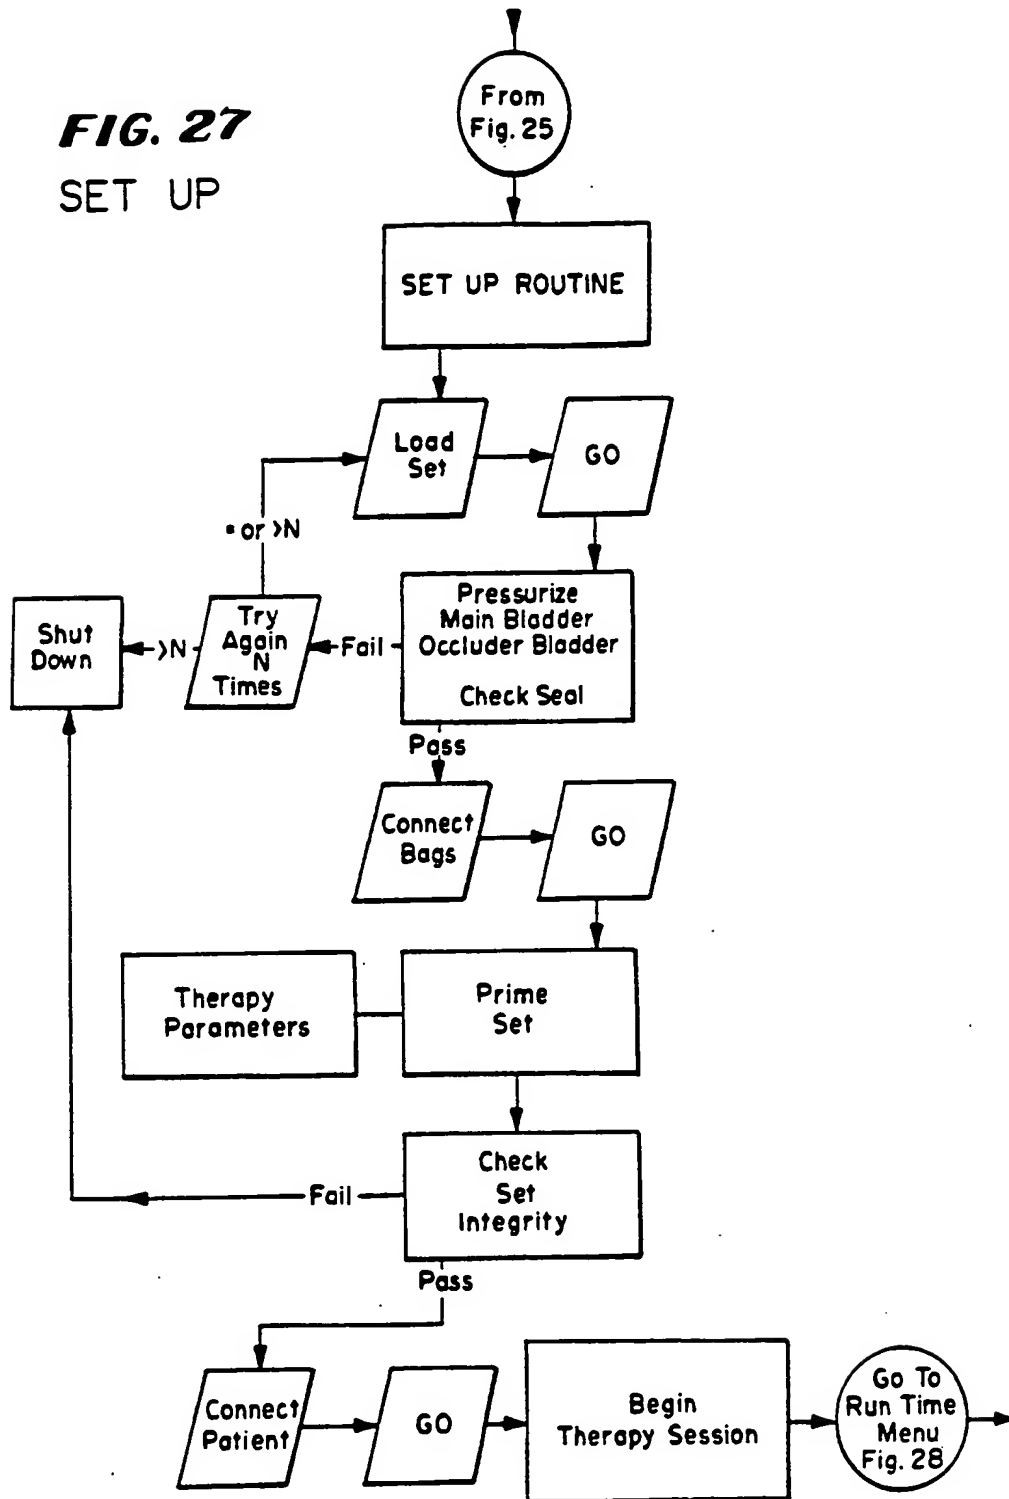 FIG. 27
SET UP
From
Fig. 25
SET UP ROUTINE
Load
Set
GO
= or >N
Pressurize
Main Bladder
Occluder Bladder
Check Seal
Fail
Try
Again
N
Times
>N
Shut
Down
Pass
Connect
Bags
GO
Therapy
Parameters
Prime
Set
Check
Set
Integrity
Fail
Pass
Connect
Patient
GO
Begin
Therapy Session
Go To
Run Time
Menu
Fig. 28